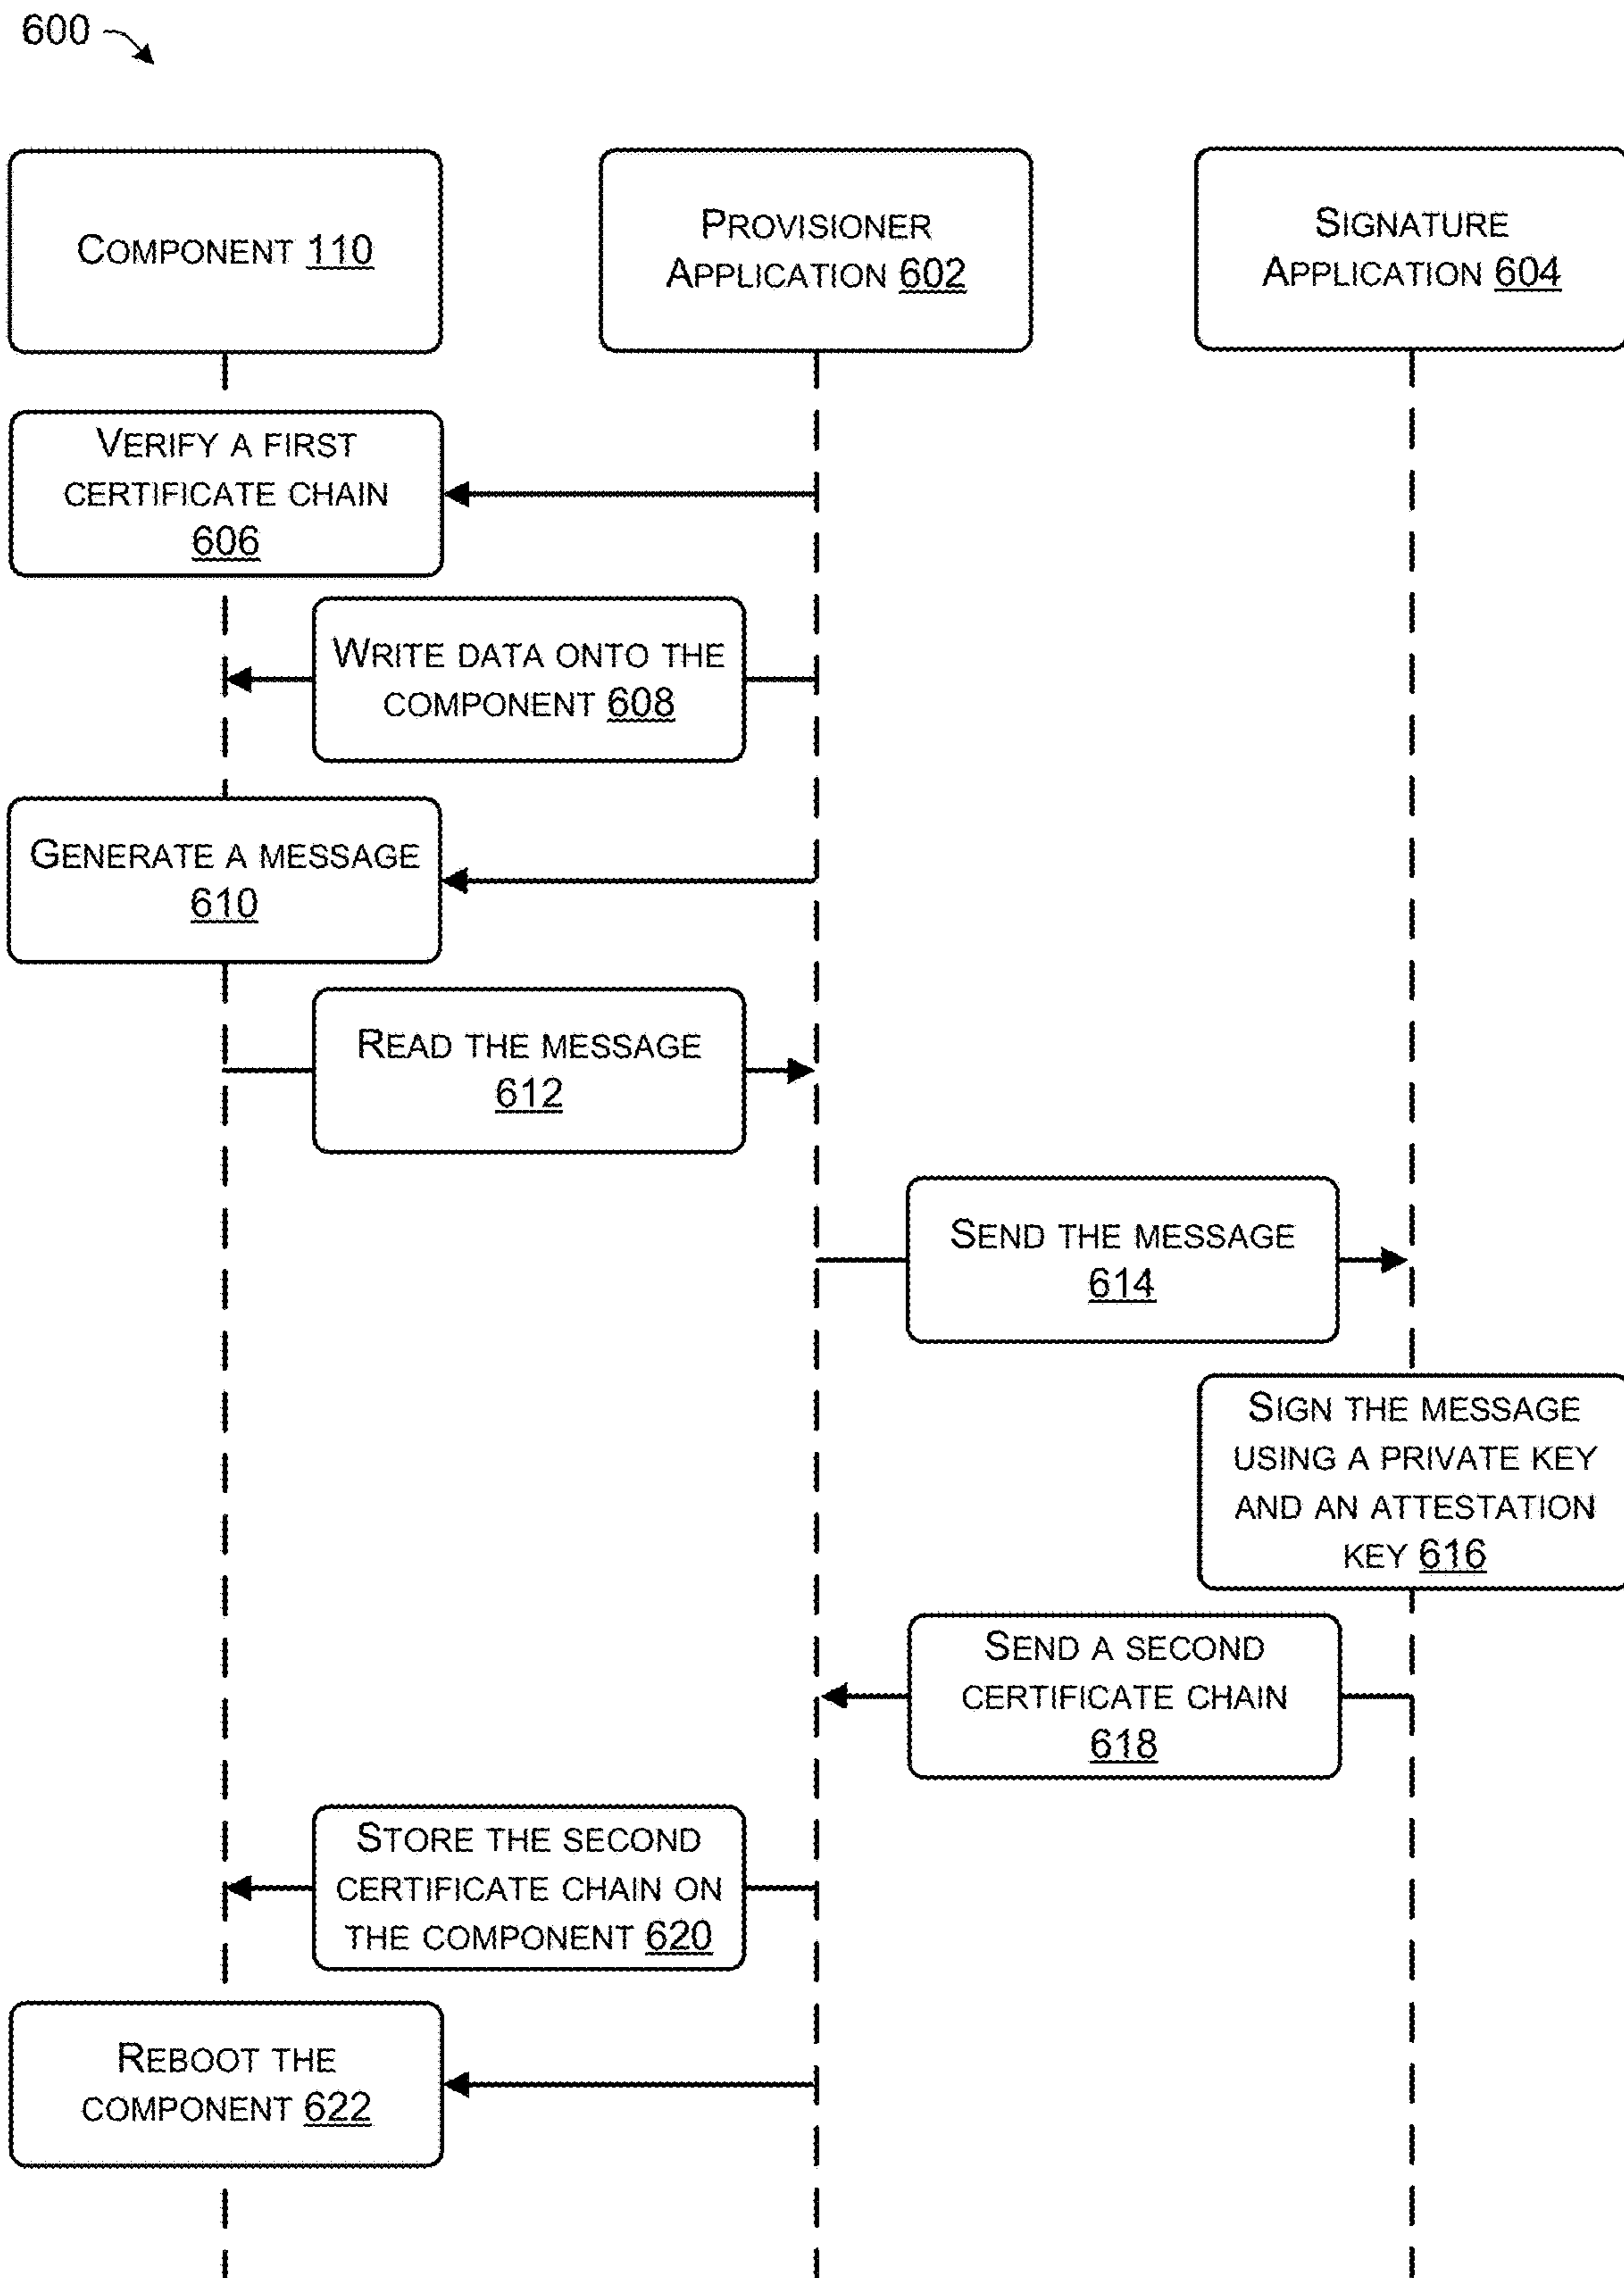 600
COMPONENT 110
PROVISIONER
APPLICATION 602
SIGNATURE
APPLICATION 604
VERIFY A FIRST
CERTIFICATE CHAIN
606
WRITE DATA ONTO THE
COMPONENT 608
GENERATE A MESSAGE
610
READ THE MESSAGE
612
SEND THE MESSAGE
614
SIGN THE MESSAGE
USING A PRIVATE KEY
AND AN ATTESTATION
KEY 616
SEND A SECOND
CERTIFICATE CHAIN
618
STORE THE SECOND
CERTIFICATE CHAIN ON
THE COMPONENT 620
REBOOT THE
COMPONENT 622